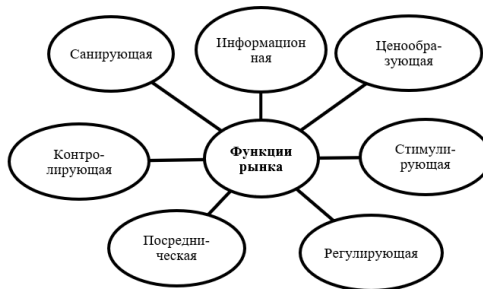 Санирующая
Информацион
ная
Ценообра-
зующая
Контро-
лирующая
Функции
рынка
Стимули-
рующая
Посредни-
ческая
Регулирующая